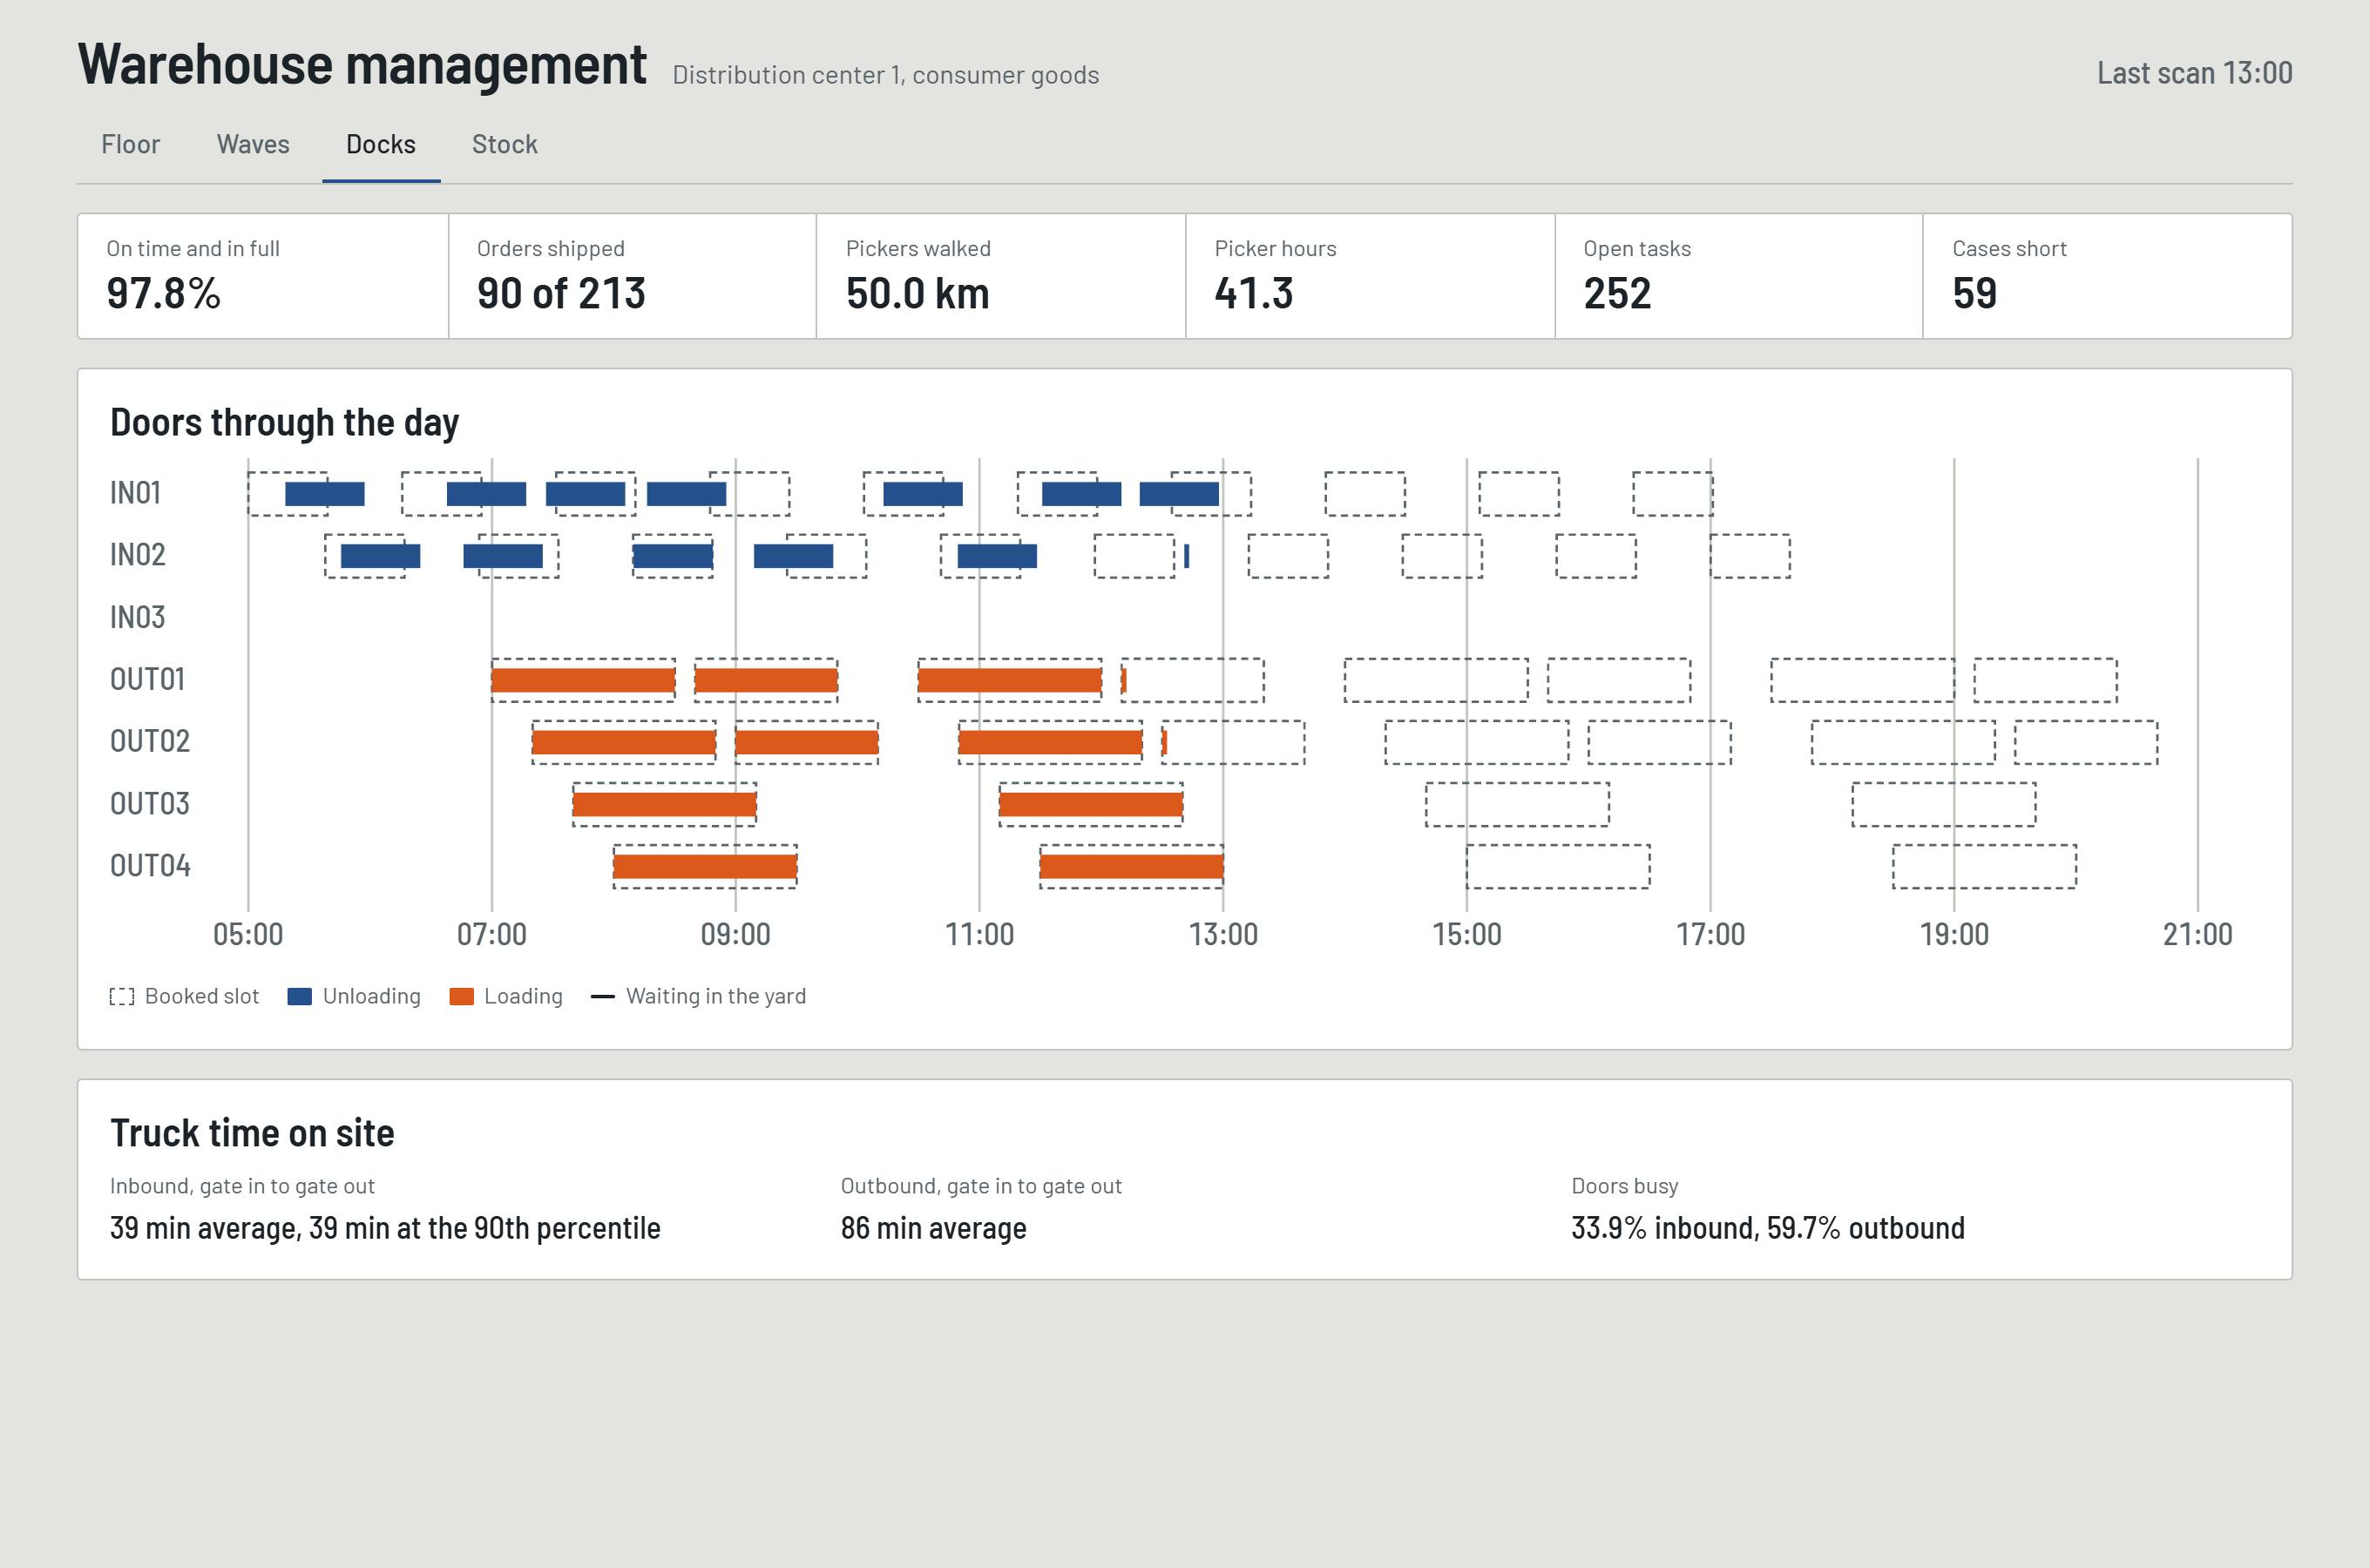 Warehouse management Distribution center 1, consumer goods Last scan 13:00
Floor Waves Docks Stock
On time and in full Orders shipped Pickers walked Picker hours Open tasks Cases short
97.8% 90 of 213 50.0 km 41.3 252 59
Doors through the day
IN01
IN02
IN03
OUT01
OUT02
OUT03
OUT04
05:00 07:00 09:00 11:00 13:00 15:00 17:00 19:00 21:00
Booked slot Unloading Loading Waiting in the yard
Truck time on site
Inbound, gate in to gate out Outbound, gate in to gate out Doors busy
39 min average, 39 min at the 90th percentile 86 min average 33.9% inbound, 59.7% outbound